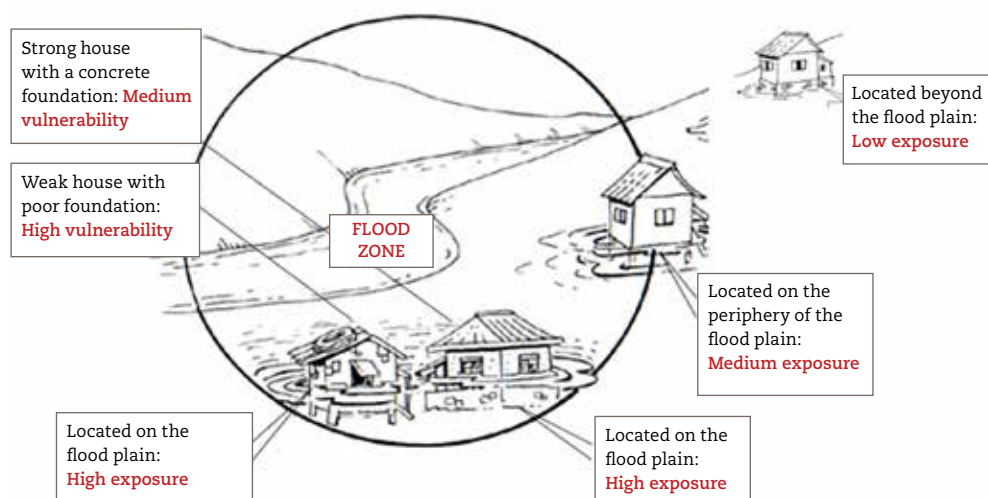 Strong house
with a concrete
foundation: Medium
vulnerability
Weak house with
poor foundation:
High vulnerability
FLOOD
ZONE
Located beyond
the flood plain:
Low exposure
Located on the
periphery of the
flood plain:
Medium exposure
Located on the
flood plain:
High exposure
Located on the
flood plain:
High exposure